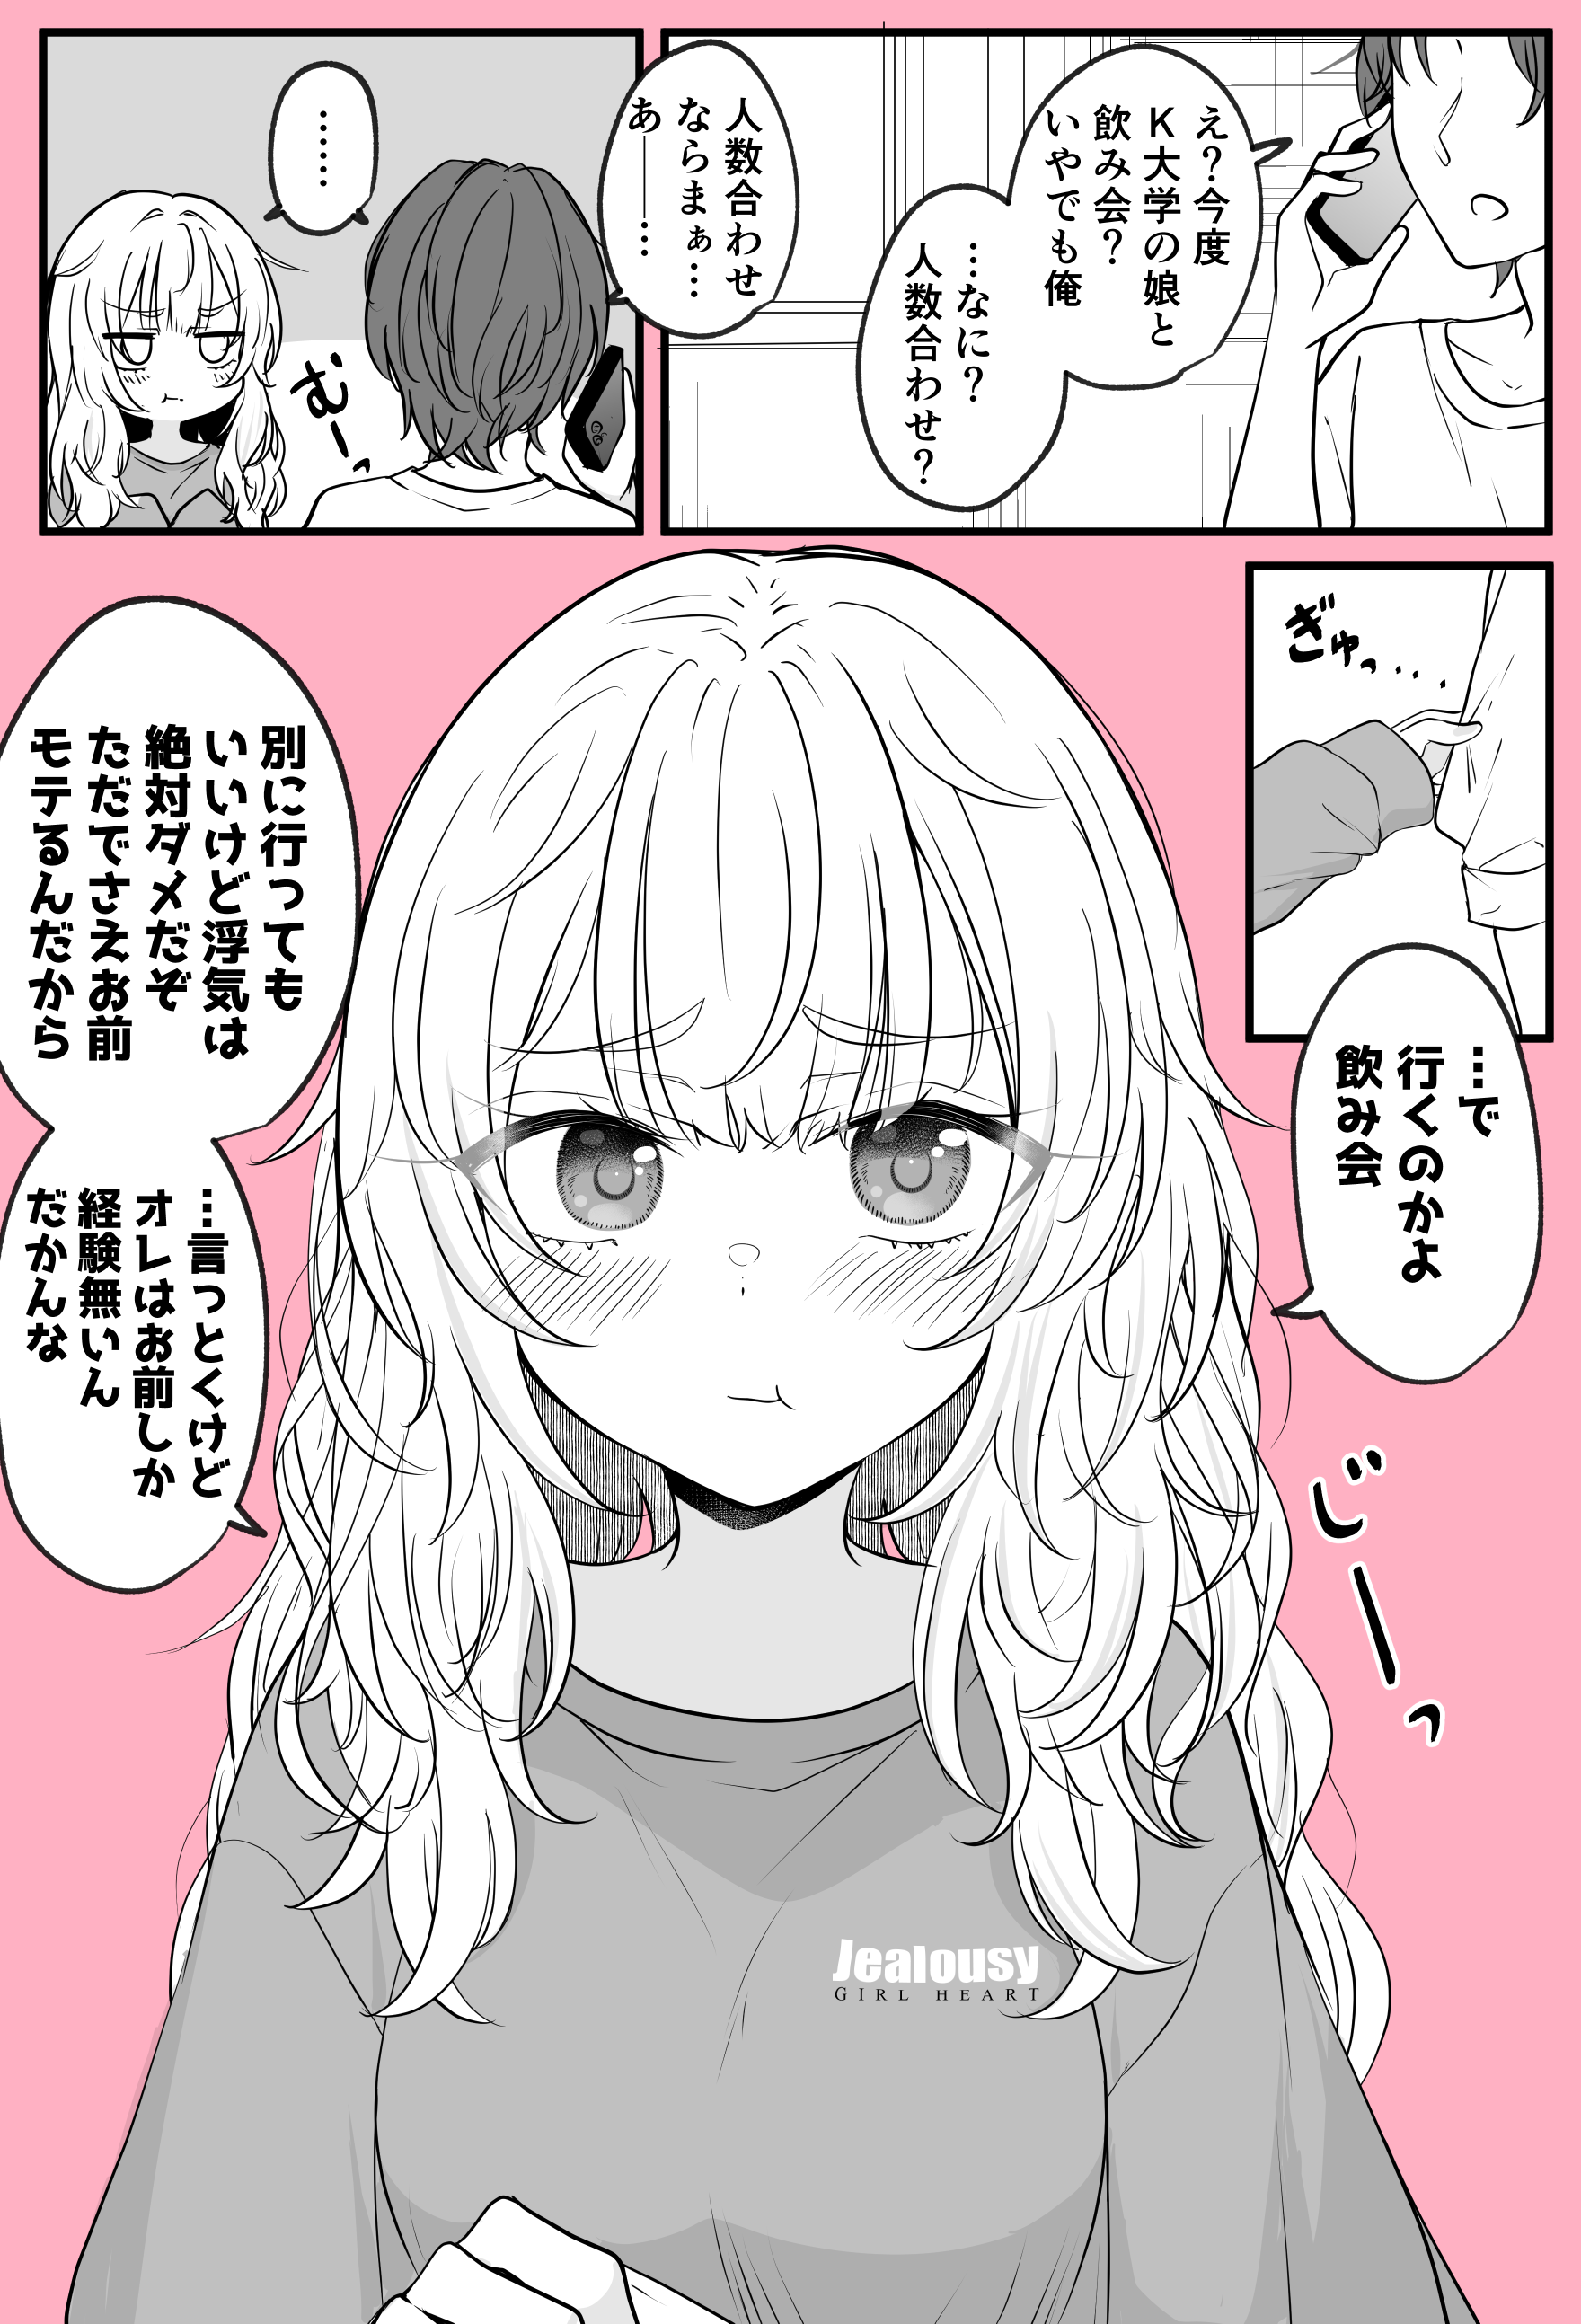 え?今度
K大学の娘と
飲み会?
いやでも俺
…なに?
人数合わせ?
人数合わせ
ならまぁ…
あ――…
……
むーっ
ぎゅっ…
…で
行くのかよ
飲み会
じーっ
別に行っても
いいけど浮気は
絶対ダメだぞ
ただでさえお前
モテるんだから
…言っとくけど
オレはお前しか
経験無いん
だかんな
Jealousy
GIRL HEART